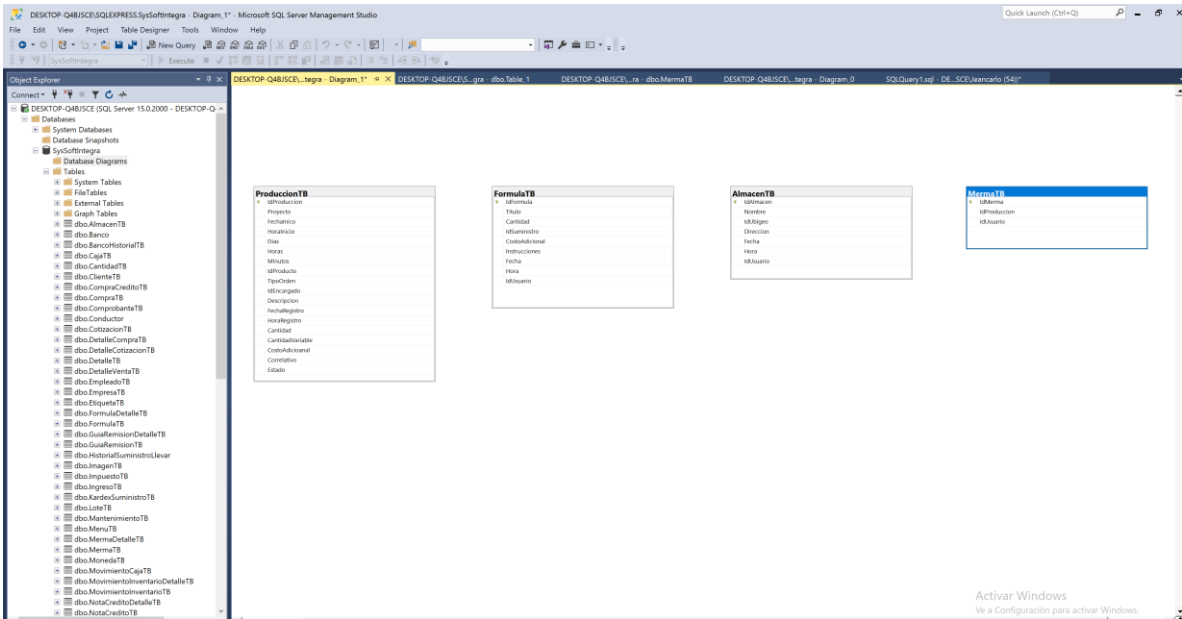 DESKTOP-Q4BJSCE\SQLEXPRESS.SysSoftIntegra - Diagram_1* - Microsoft SQL Server Management Studio
Quick Launch (Ctrl+Q)
File Edit View Project Table Designer Tools Window Help
New Query
SysSoftIntegra Execute
Object Explorer
DESKTOP-Q4BJSCE\...tegra - Diagram_1* DESKTOP-Q4BJSCE\S...gra - dbo.Table_1 DESKTOP-Q4BJSCE\...ra - dbo.MermaTB DESKTOP-Q4BJSCE\...tegra - Diagram_0 SQLQuery1.sql - DE...SCE\Jeancarlo (54))*
Connect
DESKTOP-Q4BJSCE (SQL Server 15.0.2000 - DESKTOP-Q
Databases
System Databases
Database Snapshots
SysSoftIntegra
Database Diagrams
Tables
System Tables
FileTables
External Tables
Graph Tables
dbo.AlmacenTB
dbo.Banco
dbo.BancoHistorialTB
dbo.CajaTB
dbo.CantidadTB
dbo.ClienteTB
dbo.CompraCreditoTB
dbo.CompraTB
dbo.ComprobanteTB
dbo.Conductor
dbo.CotizacionTB
dbo.DetalleCompraTB
dbo.DetalleCotizacionTB
dbo.DetalleTB
dbo.DetalleVentaTB
dbo.EmpleadoTB
dbo.EmpresaTB
dbo.EtiquetaTB
dbo.FormulaDetalleTB
dbo.FormulaTB
dbo.GuiaRemisionDetalleTB
dbo.GuiaRemisionTB
dbo.HistorialSuministroLlevar
dbo.ImagenTB
dbo.ImpuestoTB
dbo.IngresoTB
dbo.KardexSuministroTB
dbo.LoteTB
dbo.MantenimientoTB
dbo.MenuTB
dbo.MermaDetalleTB
dbo.MermaTB
dbo.MonedaTB
dbo.MovimientoCajaTB
dbo.MovimientoInventarioDetalleTB
dbo.MovimientoInventarioTB
dbo.NotaCreditoDetalleTB
dbo.NotaCreditoTB
ProduccionTB
IdProduccion
Proyecto
FechaInico
HoraInicio
Dias
Horas
Minutos
IdProducto
TipoOrden
IdEncargado
Descripcion
FechaRegistro
HoraRegistro
Cantidad
CantidadVariable
CostoAdicioanal
Correlativo
Estado
FormulaTB
IdFormula
Titulo
Cantidad
IdSuministro
CostoAdicional
Instrucciones
Fecha
Hora
IdUsuario
AlmacenTB
IdAlmacen
Nombre
IdUbigeo
Direccion
Fecha
Hora
IdUsuario
MermaTB
IdMerma
IdProduccion
IdUsuario
Activar Windows
Ve a Configuración para activar Windows.